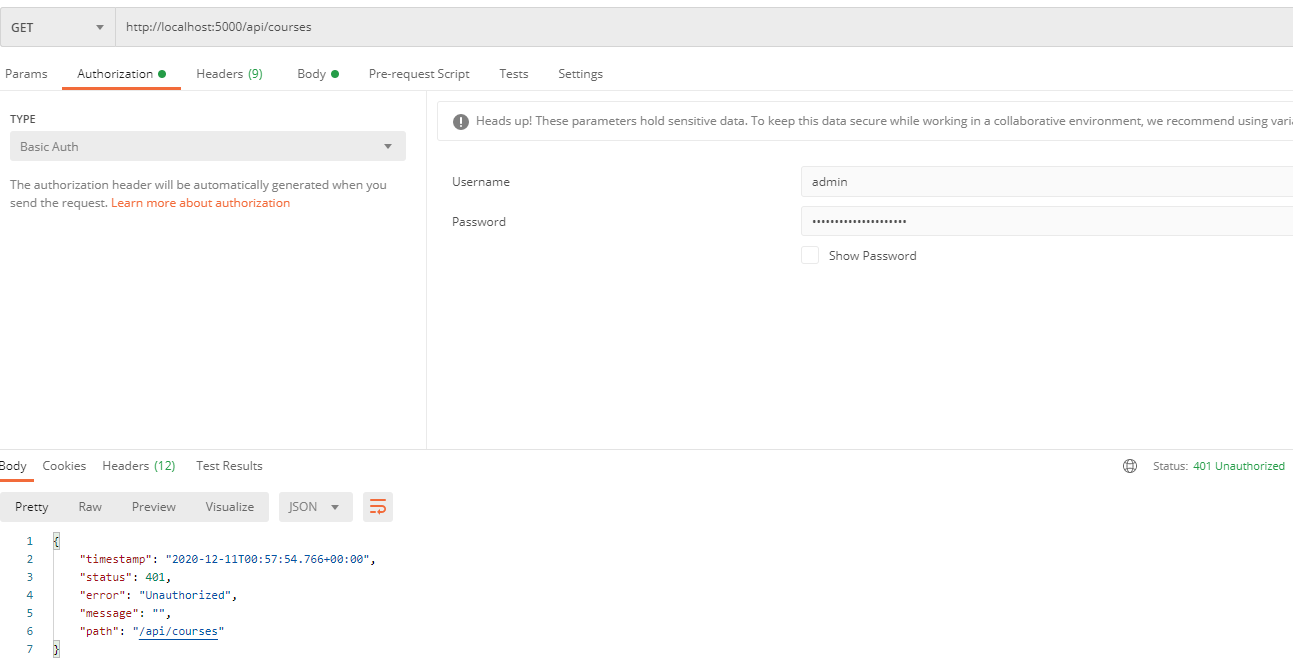 GET http://localhost:5000/api/courses
Params Authorization Headers (9) Body Pre-request Script Tests Settings
TYPE
Basic Auth
The authorization header will be automatically generated when you
send the request. Learn more about authorization
Heads up! These parameters hold sensitive data. To keep this data secure while working in a collaborative environment, we recommend using vari
Username admin
Password •••••••••••••••••••••
Show Password
Body Cookies Headers (12) Test Results Status: 401 Unauthorized
Pretty Raw Preview Visualize JSON
1 {
2 "timestamp": "2020-12-11T00:57:54.766+00:00",
3 "status": 401,
4 "error": "Unauthorized",
5 "message": "",
6 "path": "/api/courses"
7 }